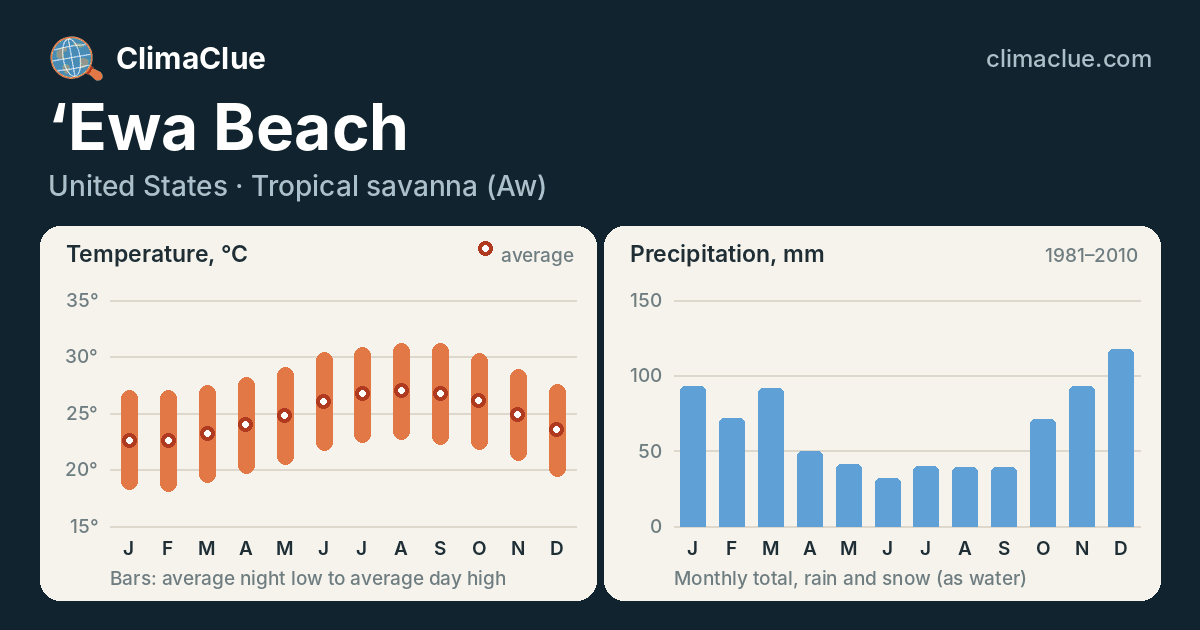 ClimaClue
climaclue.com
‘Ewa Beach
United States · Tropical savanna (Aw)
Temperature, °C
average
35°
30°
25°
20°
15°
J F M A M J J A S O N D
Bars: average night low to average day high
Precipitation, mm
1981–2010
150
100
50
0
J F M A M J J A S O N D
Monthly total, rain and snow (as water)